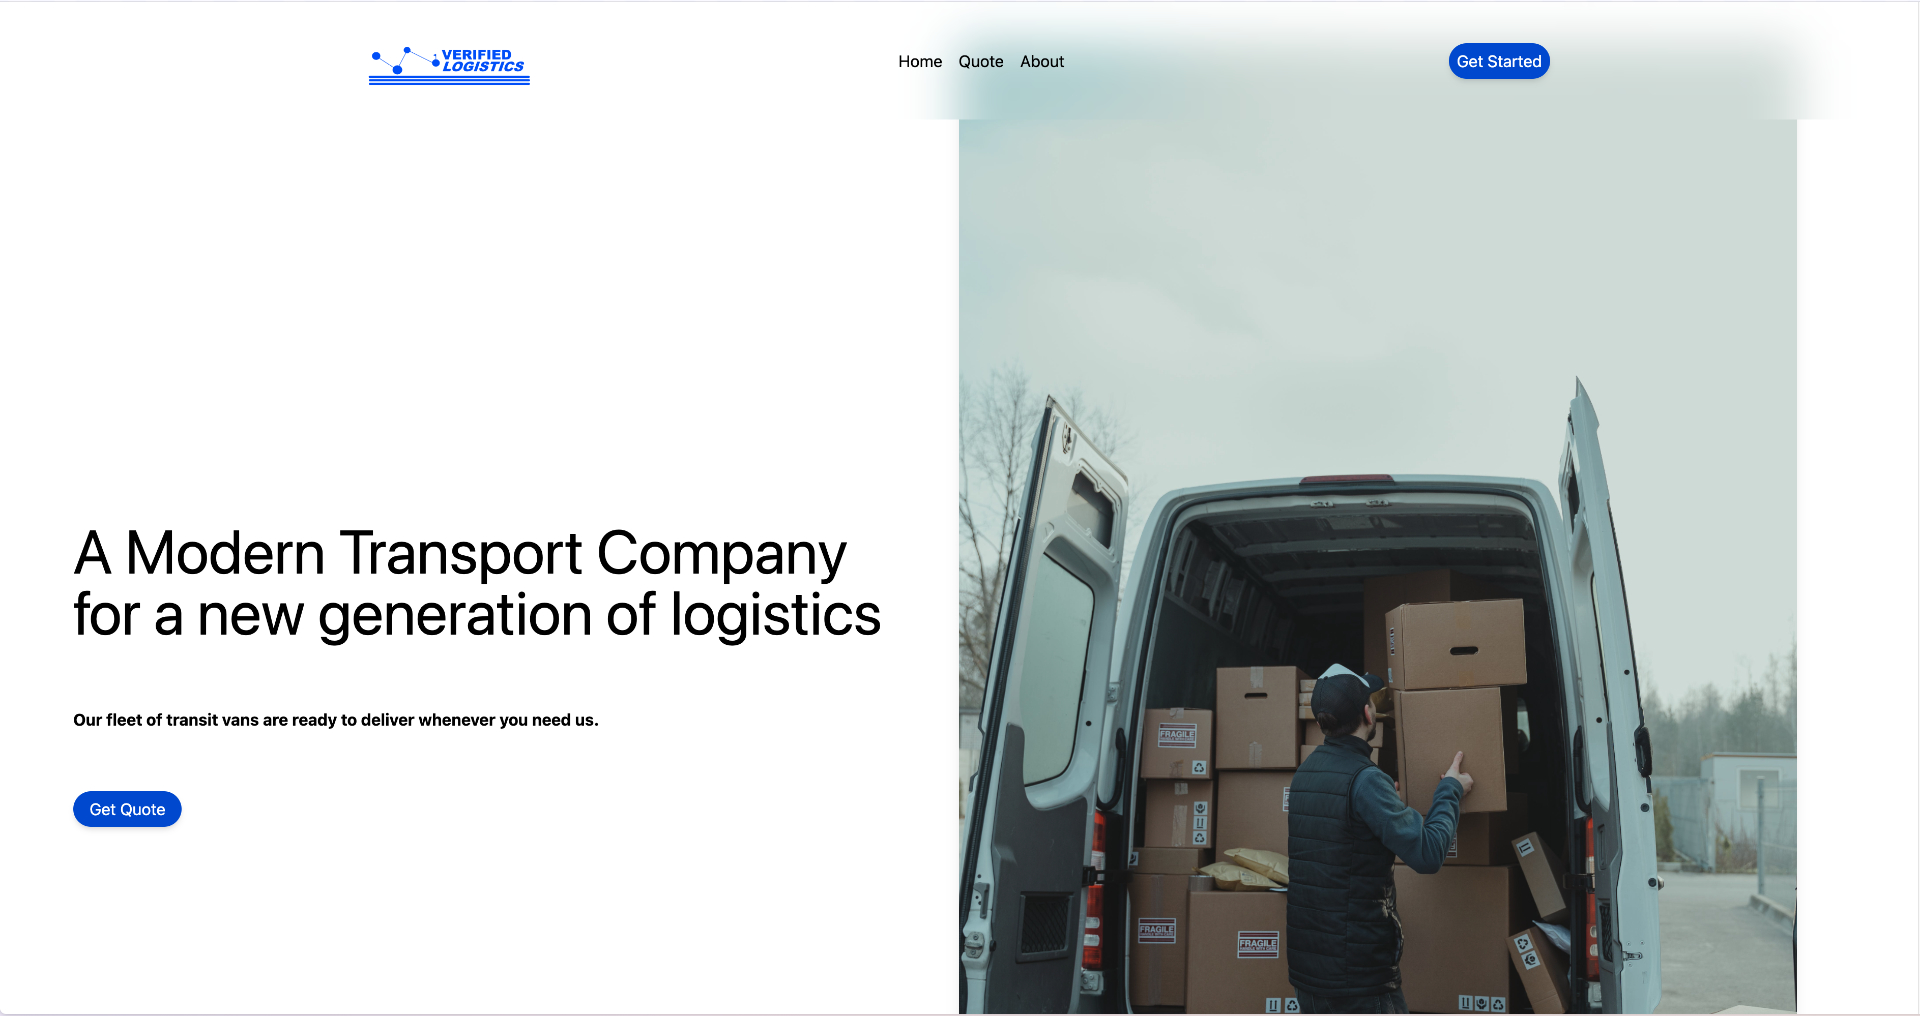 VERIFIED
LOGISTICS
Home Quote About
Get Started
A Modern Transport Company
for a new generation of logistics
Our fleet of transit vans are ready to deliver whenever you need us.
Get Quote
FRAGILE
FRAGILE
FRAGILE